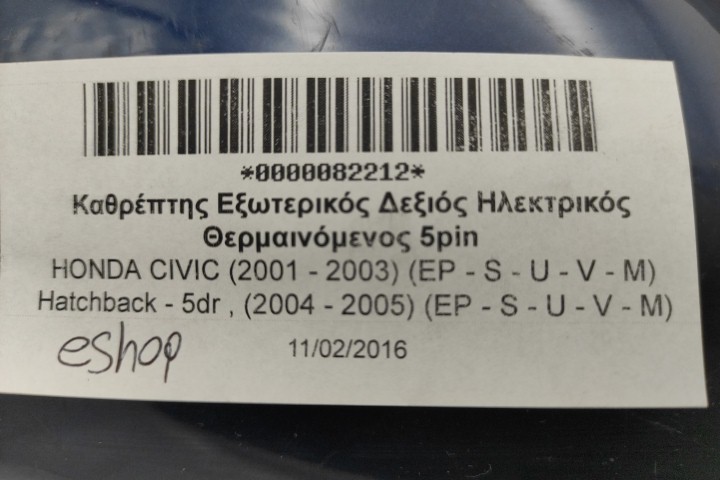 *0000082212*
Καθρέπτης Εξωτερικός Δεξιός Ηλεκτρικός
Θερμαινόμενος 5pin
HONDA CIVIC (2001 - 2003) (EP - S - U - V - M)
Hatchback - 5dr , (2004 - 2005) (EP - S - U - V - M)
eshop
11/02/2016